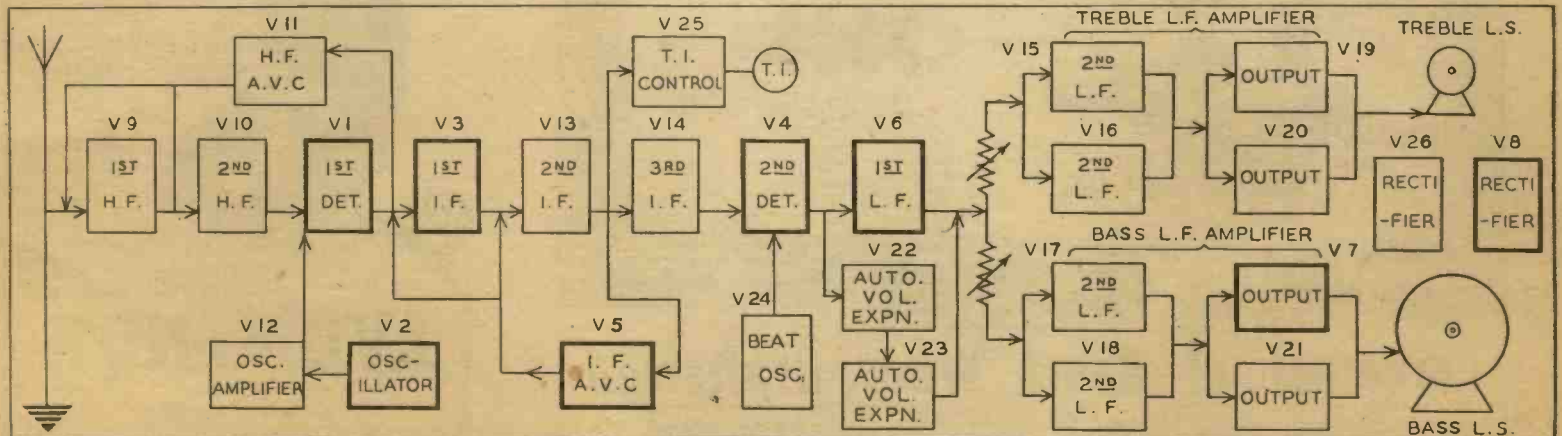 V 11
H. F.
A.V.C
V 25
T. I.
CONTROL
T. I.
TREBLE L.F. AMPLIFIER
V 15
2ND
L. F.
V 16
2ND
L. F.
V 19
OUTPUT
V 20
OUTPUT
TREBLE L.S.
V 26
RECTI
-FIER
V 8
RECTI
-FIER
V 9
1ST
H. F.
V 10
2ND
H. F.
V 1
1ST
DET.
V 3
1ST
I. F.
V 13
2ND
I. F.
V 14
3RD
I. F.
V 4
2ND
DET.
V 6
1ST
L. F.
V 12
OSC.
AMPLIFIER
V 2
OSC-
ILLATOR
V 5
I. F.
A.V.C
V 24
BEAT
OSC.
V 22
AUTO.
VOL.
EXPN.
V 23
AUTO.
VOL.
EXPN.
BASS L.F. AMPLIFIER
V 17
2ND
L. F.
V 18
2ND
L. F.
V 7
OUTPUT
V 21
OUTPUT
BASS L.S.